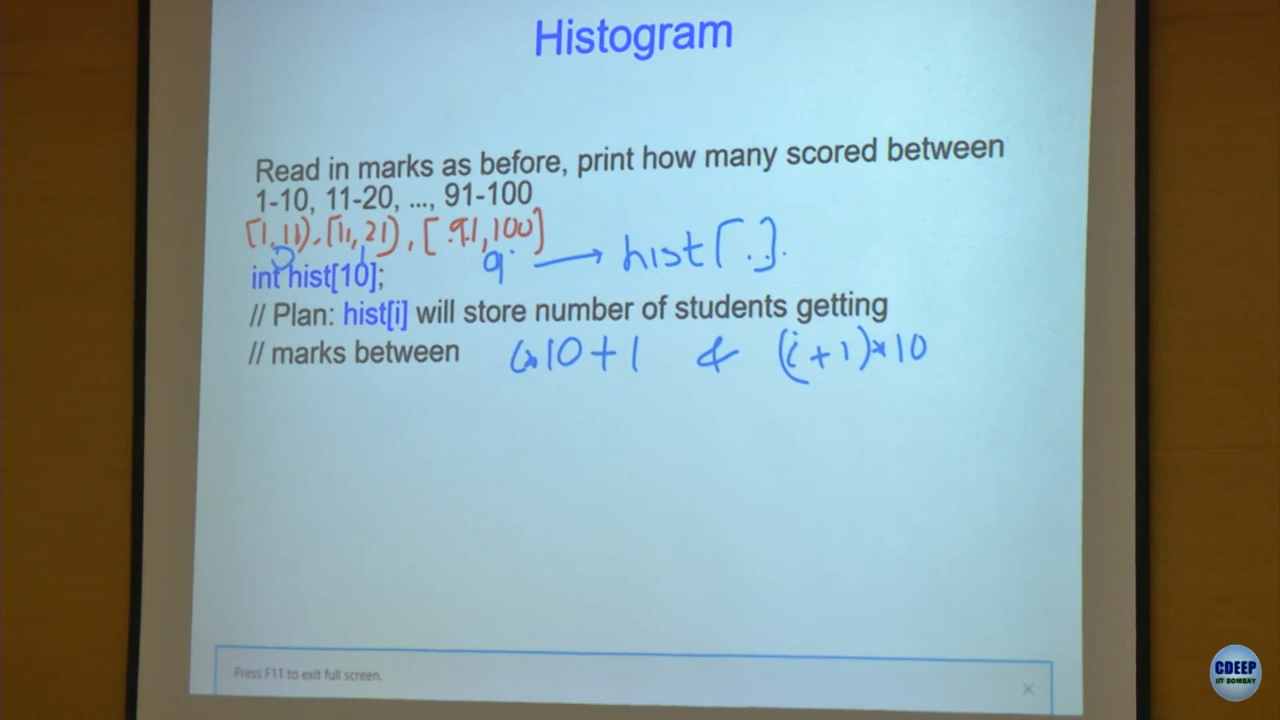 Histogram
Read in marks as before, print how many scored between
1-10, 11-20, ..., 91-100
[1,11), [11,21), [91,100]
0 1 9 → hist[.].
int hist[10];
// Plan: hist[i] will store number of students getting
// marks between i*10+1 & (i+1)*10
Press F11 to exit full screen.
×
CDEEP
IIT BOMBAY